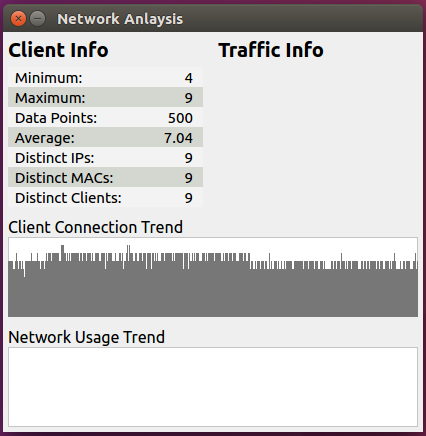 Network Anlaysis
Client Info
Traffic Info
Minimum: 4
Maximum: 9
Data Points: 500
Average: 7.04
Distinct IPs: 9
Distinct MACs: 9
Distinct Clients: 9
Client Connection Trend
Network Usage Trend